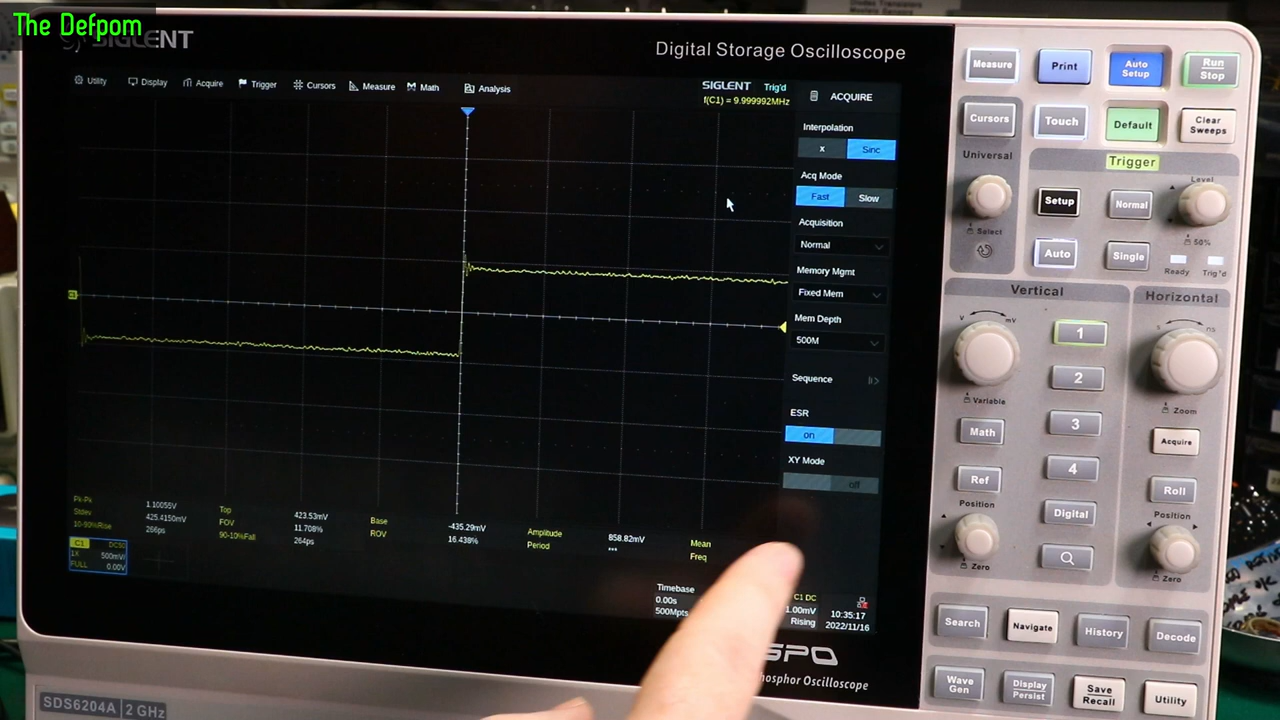 The Defpom
SIGLENT
Digital Storage Oscilloscope
Utility Display Acquire Trigger Cursors Measure Math Analysis
SIGLENT Trig'd
f(C1) = 9.999992MHz
ACQUIRE
Interpolation
x Sinc
Acq Mode
Fast Slow
Acquisition
Normal
Memory Mgmt
Fixed Mem
Mem Depth
500M
Sequence
ESR
on
XY Mode
off
Pk-Pk 1.10055V Top 423.53mV Base -435.29mV Amplitude 858.82mV Mean
Stdev 425.4150mV FOV 11.708% ROV 16.438% Period *** Freq
10-90%Rise 266ps 90-10%Fall 264ps
C1 DC50
1X 500mV/
FULL 0.00V
Timebase
0.00s
500Mpts
C1 DC
1.00mV
Rising
10:35:17
2022/11/16
SPO
Phosphor Oscilloscope
SDS6204A 2 GHz
Measure Print Auto Setup Run Stop
Cursors Touch Default Clear Sweeps
Universal
Select
Trigger
Level
Setup Normal
50%
Auto Single
Ready Trig'd
Vertical
V mV
Variable
1
2
3
4
Digital
Math
Ref
Position
Zero
Horizontal
s ns
Zoom
Acquire
Roll
Position
Zero
Search Navigate History Decode
Wave Gen Display Persist Save Recall Utility